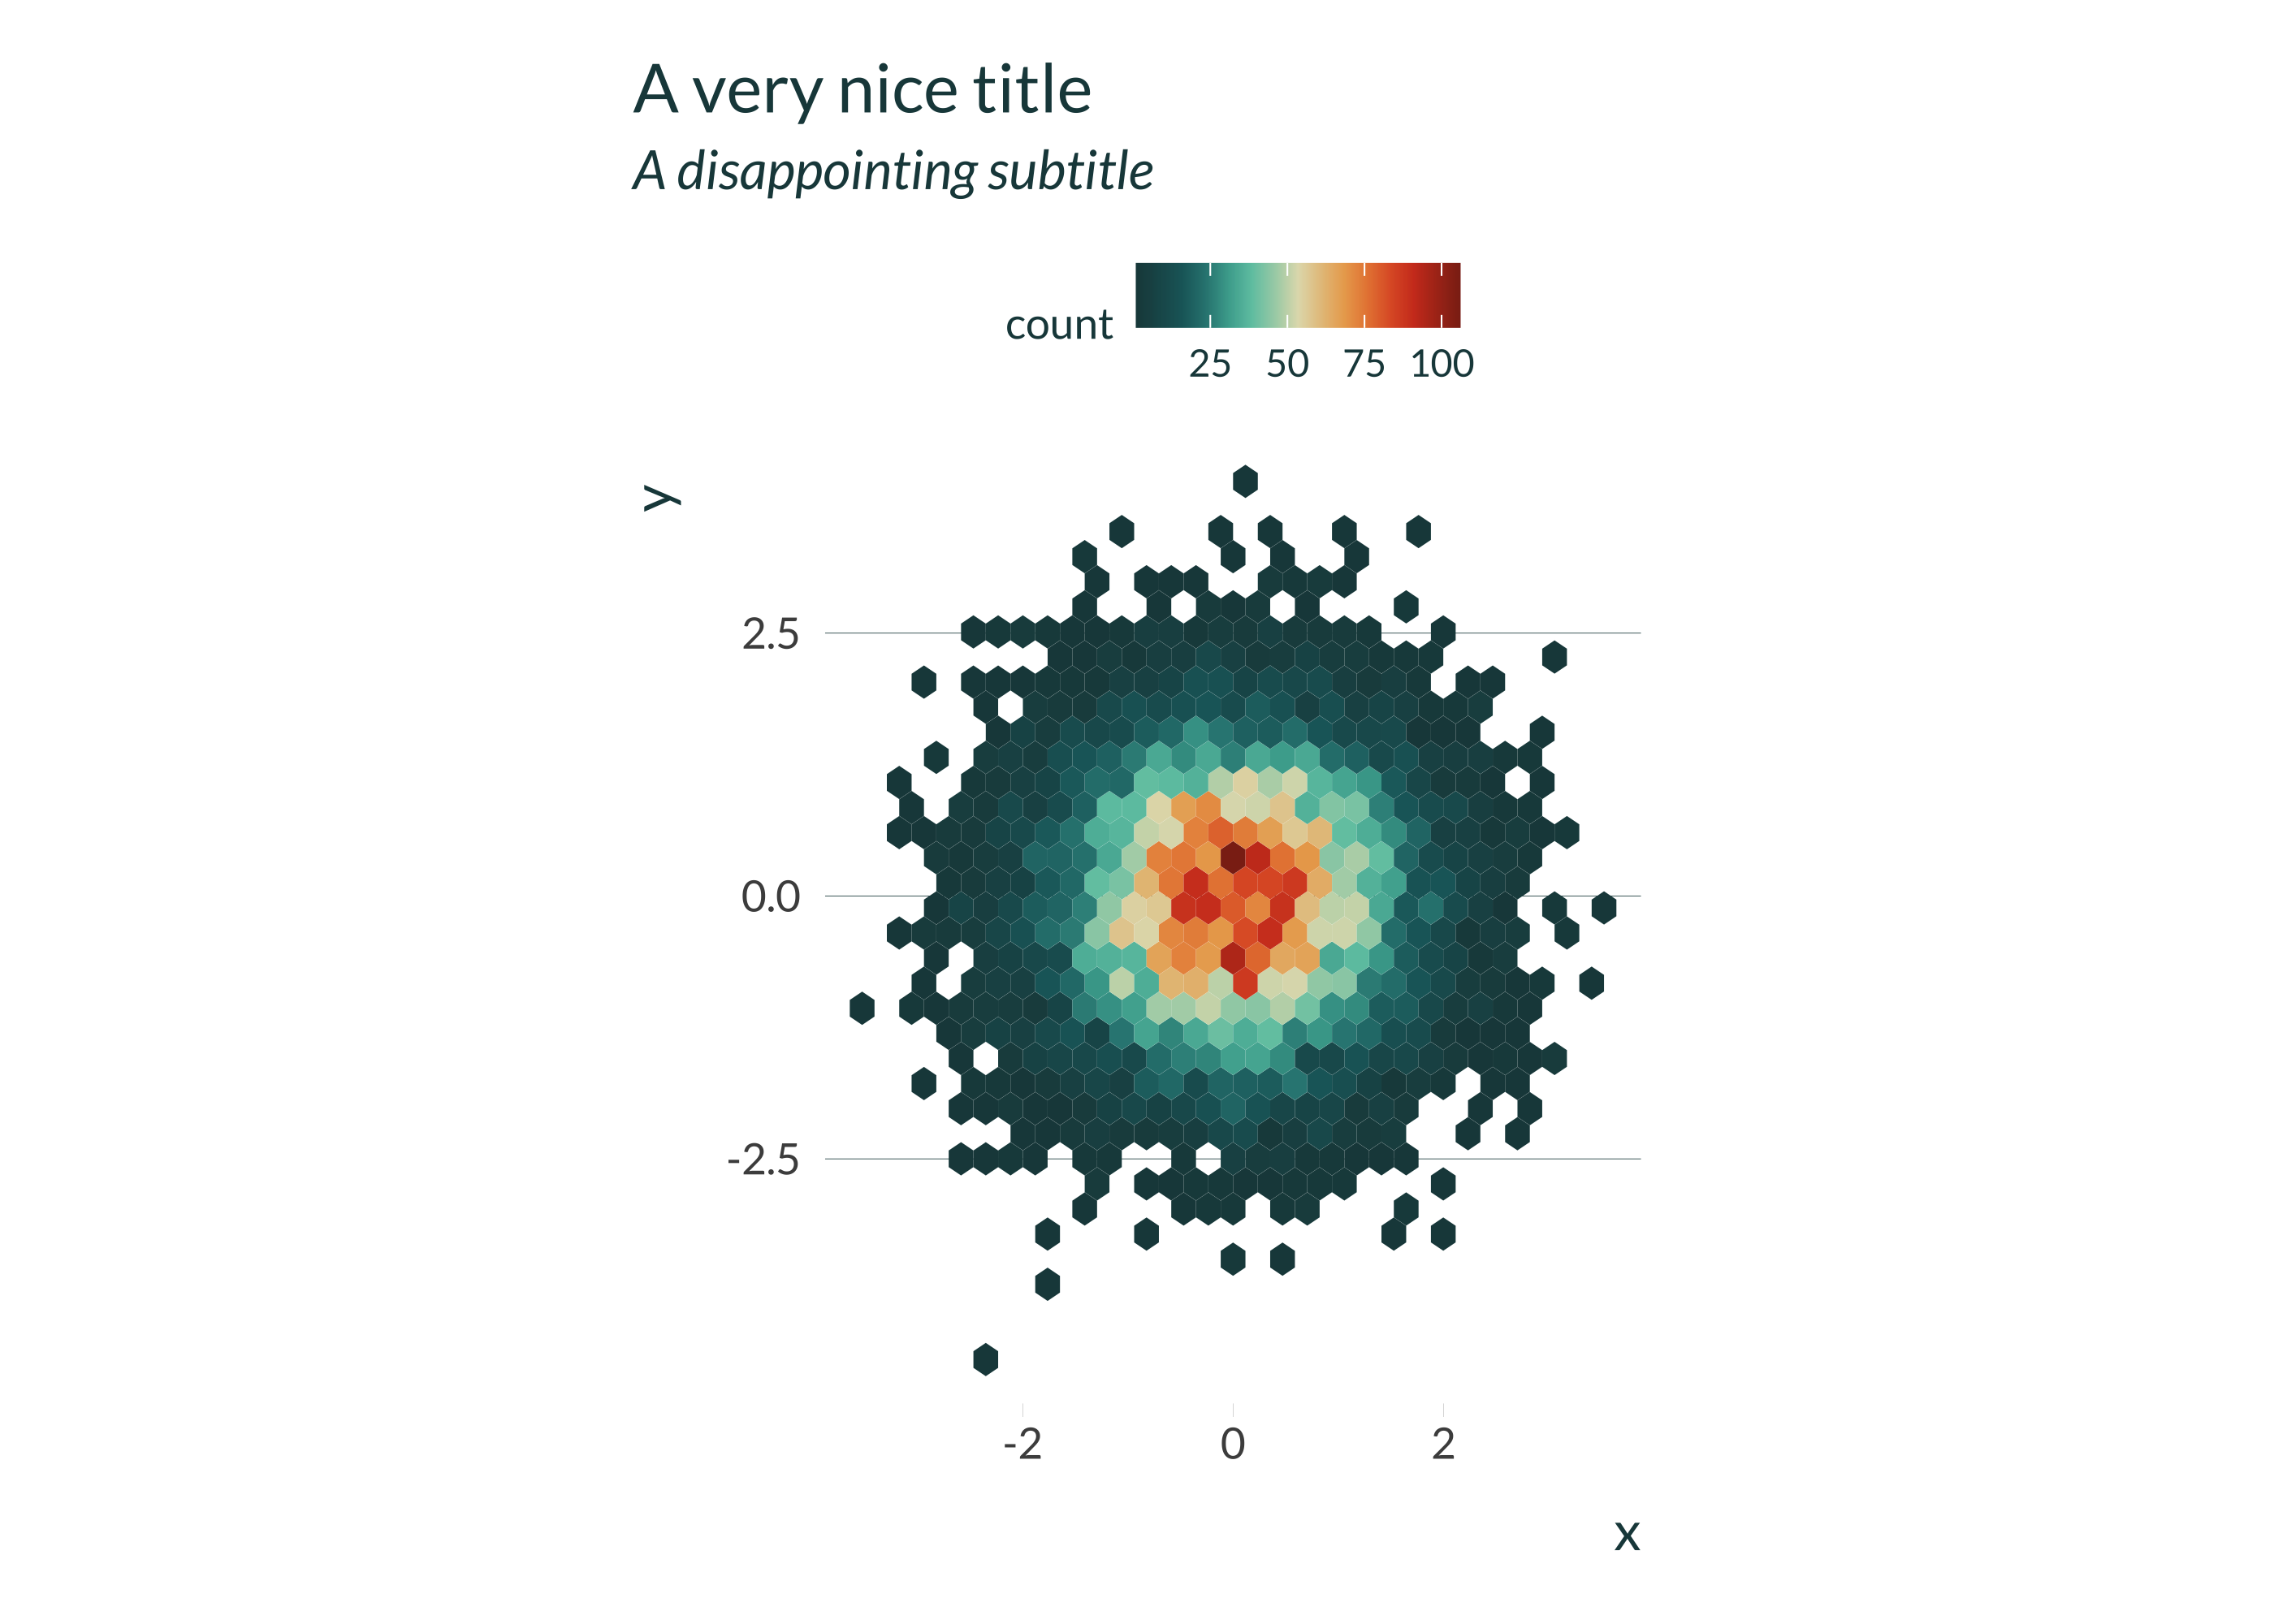 A very nice title
A disappointing subtitle
count
25 50 75 100
y
2.5
0.0
-2.5
-2 0 2
x